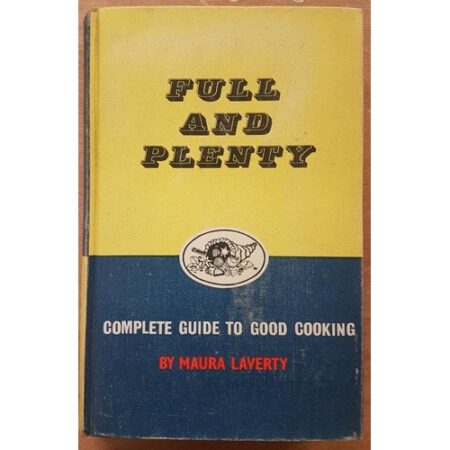 FULL
AND
PLENTY
COMPLETE GUIDE TO GOOD COOKING
BY MAURA LAVERTY